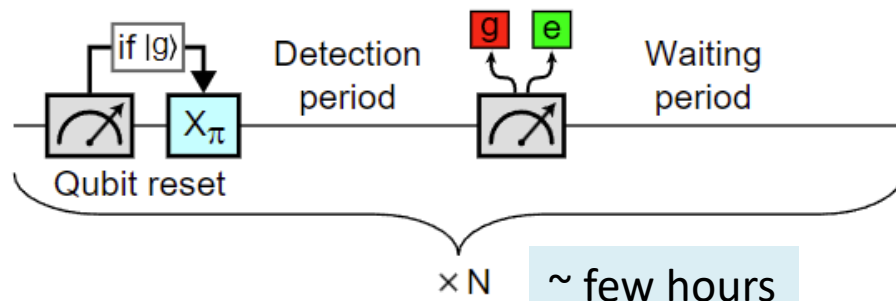 if |g⟩
g e
Detection
period
Waiting
period
Xπ
Qubit reset
× N
~ few hours